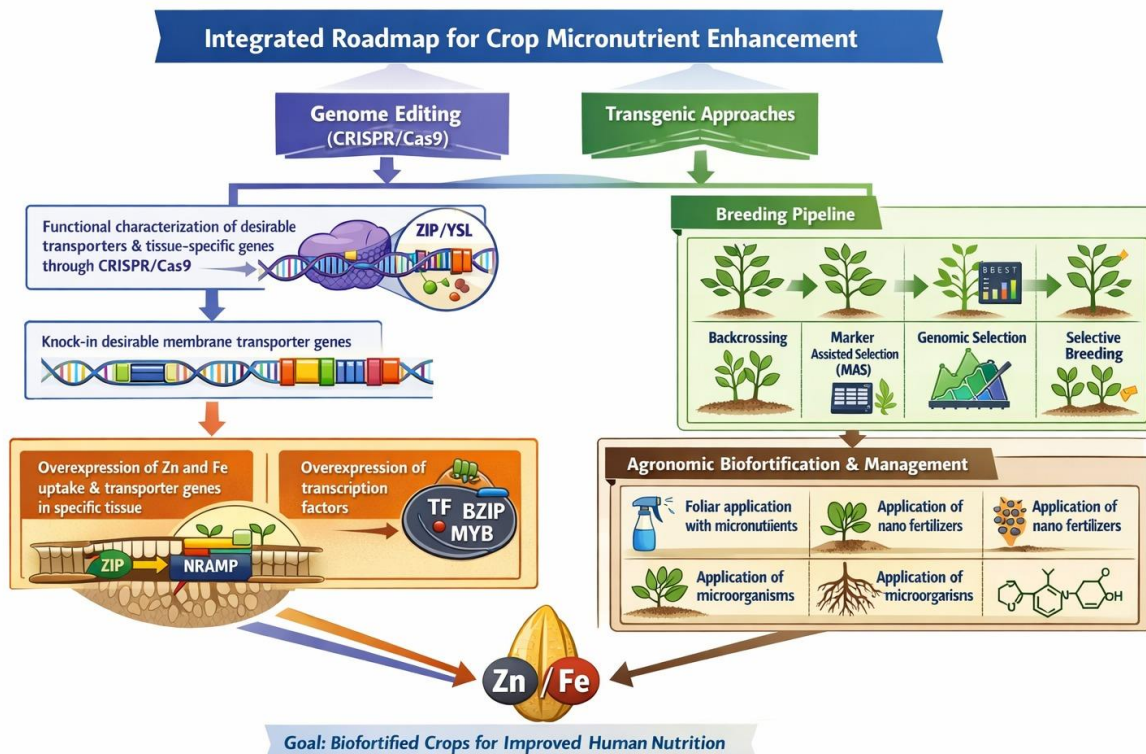 Integrated Roadmap for Crop Micronutrient Enhancement
Genome Editing
(CRISPR/Cas9)
Transgenic Approaches
Functional characterization of desirable
transporters & tissue-specific genes
through CRISPR/Cas9
ZIP/YSL
Knock-in desirable membrane transporter genes
Overexpression of Zn and Fe
uptake & transporter genes
in specific tissue
ZIP
NRAMP
Overexpression of
transcription
factors
TF BZIP
MYB
Breeding Pipeline
BBEST
Backcrossing
Marker
Assisted Selection
(MAS)
Genomic Selection
Selective
Breeding
Agronomic Biofortification & Management
Foliar application
with micronutients
Application of
nano fertilizers
Application of
nano fertilizers
Application of
microorganisms
Application of
microorgarisns
O
N
OH
Zn / Fe
Goal: Biofortified Crops for Improved Human Nutrition